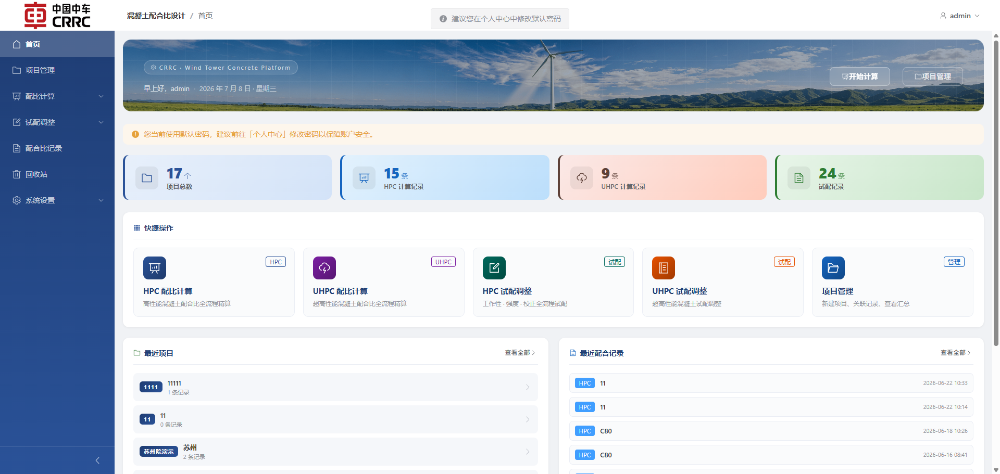 中国中车
CRRC
混凝土配合比设计 / 首页
建议您在个人中心中修改默认密码
admin
首页
项目管理
配比计算
试配调整
配合比记录
回收站
系统设置
CRRC · Wind Tower Concrete Platform
早上好，admin · 2026 年 7 月 8 日 · 星期三
开始计算
项目管理
您当前使用默认密码，建议前往「个人中心」修改密码以保障账户安全。
17 个
项目总数
15 条
HPC 计算记录
9 条
UHPC 计算记录
24 条
试配记录
快捷操作
HPC
HPC 配比计算
高性能混凝土配合比全流程精算
UHPC
UHPC 配比计算
超高性能混凝土配合比全流程精算
试配
HPC 试配调整
工作性 · 强度 · 校正全流程试配
试配
UHPC 试配调整
超高性能混凝土试配调整
管理
项目管理
新建项目、关联记录、查看汇总
最近项目
查看全部
1111
11111
1 条记录
11
11
0 条记录
苏州院演示
苏州
2 条记录
最近配合记录
查看全部
HPC 11 2026-06-22 10:33
HPC 11 2026-06-22 10:14
HPC C80 2026-06-18 10:26
HPC C80 2026-06-16 08:41